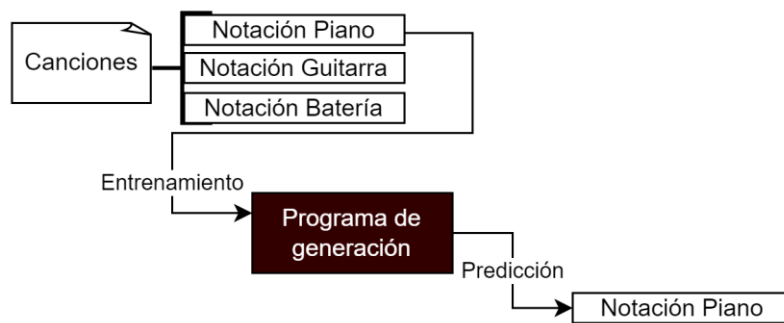 Canciones
Notación Piano
Notación Guitarra
Notación Batería
Entrenamiento
Programa de
generación
Predicción
Notación Piano